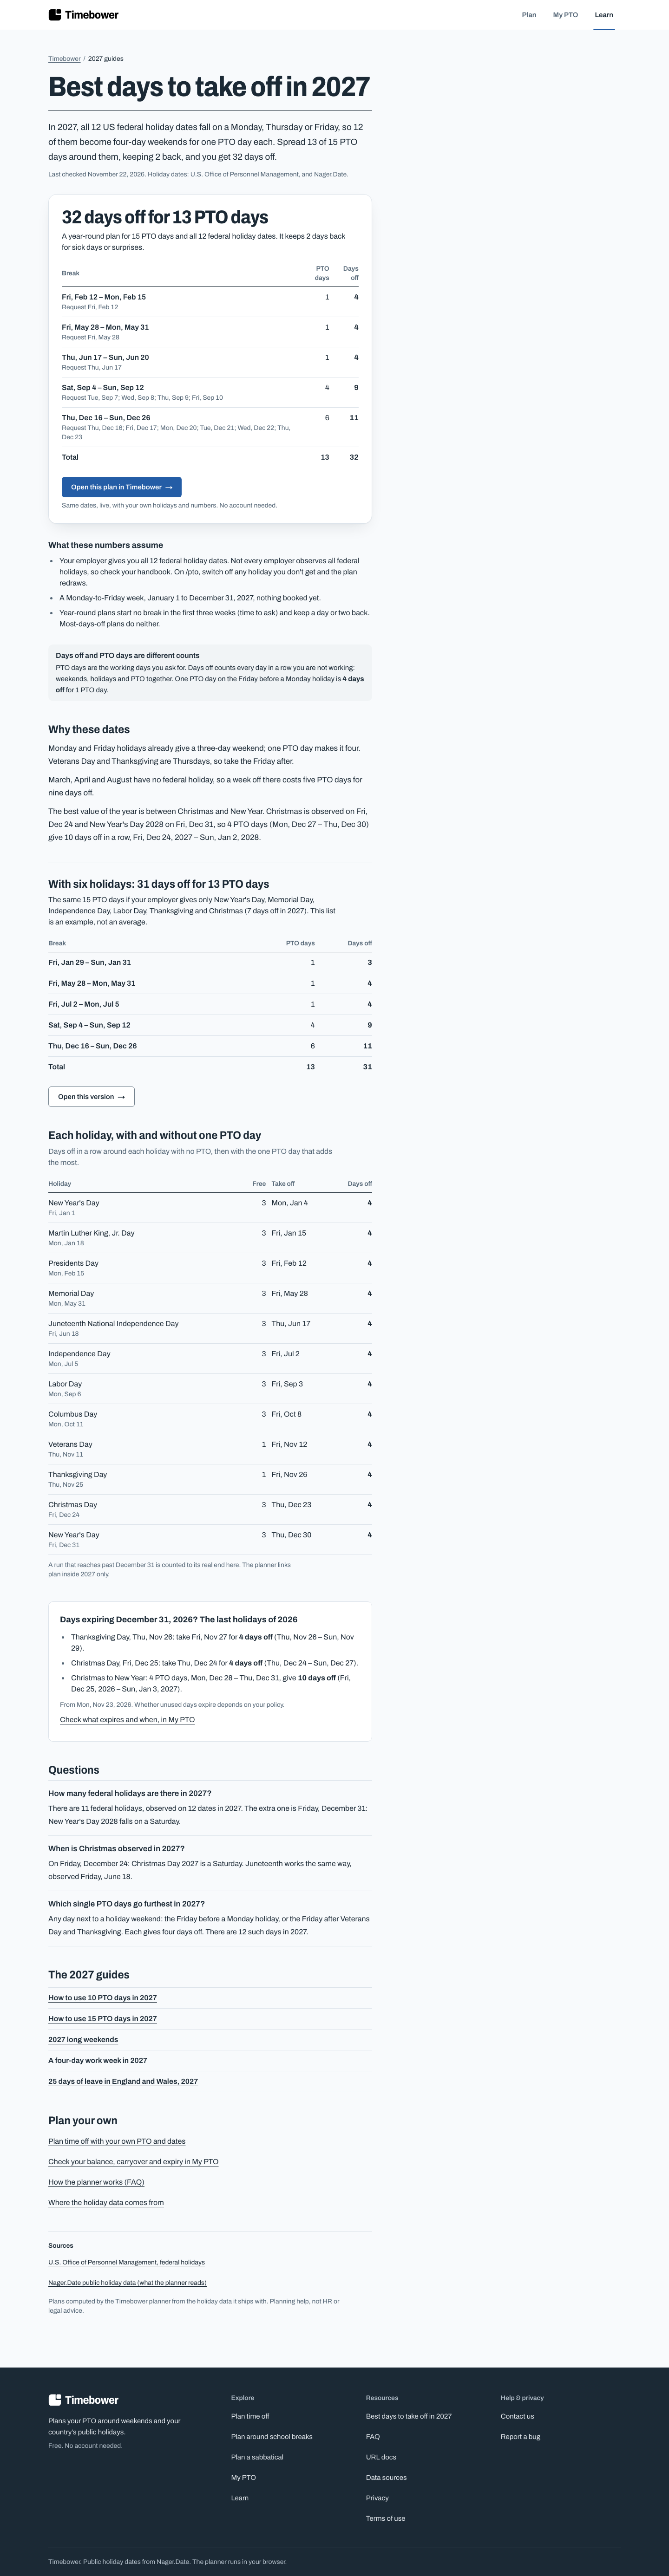 Timebower
Plan My PTO Learn
Timebower / 2027 guides
Best days to take off in 2027
In 2027, all 12 US federal holiday dates fall on a Monday, Thursday or Friday, so 12
of them become four-day weekends for one PTO day each. Spread 13 of 15 PTO
days around them, keeping 2 back, and you get 32 days off.
Last checked November 22, 2026. Holiday dates: U.S. Office of Personnel Management, and Nager.Date.
32 days off for 13 PTO days
A year-round plan for 15 PTO days and all 12 federal holiday dates. It keeps 2 days back
for sick days or surprises.
Break PTO days Days off
Fri, Feb 12 – Mon, Feb 15 1 4
Request Fri, Feb 12
Fri, May 28 – Mon, May 31 1 4
Request Fri, May 28
Thu, Jun 17 – Sun, Jun 20 1 4
Request Thu, Jun 17
Sat, Sep 4 – Sun, Sep 12 4 9
Request Tue, Sep 7; Wed, Sep 8; Thu, Sep 9; Fri, Sep 10
Thu, Dec 16 – Sun, Dec 26 6 11
Request Thu, Dec 16; Fri, Dec 17; Mon, Dec 20; Tue, Dec 21; Wed, Dec 22; Thu,
Dec 23
Total 13 32
Open this plan in Timebower →
Same dates, live, with your own holidays and numbers. No account needed.
What these numbers assume
• Your employer gives you all 12 federal holiday dates. Not every employer observes all federal
holidays, so check your handbook. On /pto, switch off any holiday you don't get and the plan
redraws.
• A Monday-to-Friday week, January 1 to December 31, 2027, nothing booked yet.
• Year-round plans start no break in the first three weeks (time to ask) and keep a day or two back.
Most-days-off plans do neither.
Days off and PTO days are different counts
PTO days are the working days you ask for. Days off counts every day in a row you are not working:
weekends, holidays and PTO together. One PTO day on the Friday before a Monday holiday is 4 days
off for 1 PTO day.
Why these dates
Monday and Friday holidays already give a three-day weekend; one PTO day makes it four.
Veterans Day and Thanksgiving are Thursdays, so take the Friday after.
March, April and August have no federal holiday, so a week off there costs five PTO days for
nine days off.
The best value of the year is between Christmas and New Year. Christmas is observed on Fri,
Dec 24 and New Year's Day 2028 on Fri, Dec 31, so 4 PTO days (Mon, Dec 27 – Thu, Dec 30)
give 10 days off in a row, Fri, Dec 24, 2027 – Sun, Jan 2, 2028.
With six holidays: 31 days off for 13 PTO days
The same 15 PTO days if your employer gives only New Year's Day, Memorial Day,
Independence Day, Labor Day, Thanksgiving and Christmas (7 days off in 2027). This list
is an example, not an average.
Break PTO days Days off
Fri, Jan 29 – Sun, Jan 31 1 3
Fri, May 28 – Mon, May 31 1 4
Fri, Jul 2 – Mon, Jul 5 1 4
Sat, Sep 4 – Sun, Sep 12 4 9
Thu, Dec 16 – Sun, Dec 26 6 11
Total 13 31
Open this version →
Each holiday, with and without one PTO day
Days off in a row around each holiday with no PTO, then with the one PTO day that adds
the most.
Holiday Free Take off Days off
New Year's Day 3 Mon, Jan 4 4
Fri, Jan 1
Martin Luther King, Jr. Day 3 Fri, Jan 15 4
Mon, Jan 18
Presidents Day 3 Fri, Feb 12 4
Mon, Feb 15
Memorial Day 3 Fri, May 28 4
Mon, May 31
Juneteenth National Independence Day 3 Thu, Jun 17 4
Fri, Jun 18
Independence Day 3 Fri, Jul 2 4
Mon, Jul 5
Labor Day 3 Fri, Sep 3 4
Mon, Sep 6
Columbus Day 3 Fri, Oct 8 4
Mon, Oct 11
Veterans Day 1 Fri, Nov 12 4
Thu, Nov 11
Thanksgiving Day 1 Fri, Nov 26 4
Thu, Nov 25
Christmas Day 3 Thu, Dec 23 4
Fri, Dec 24
New Year's Day 3 Thu, Dec 30 4
Fri, Dec 31
A run that reaches past December 31 is counted to its real end here. The planner links
plan inside 2027 only.
Days expiring December 31, 2026? The last holidays of 2026
• Thanksgiving Day, Thu, Nov 26: take Fri, Nov 27 for 4 days off (Thu, Nov 26 – Sun, Nov
29).
• Christmas Day, Fri, Dec 25: take Thu, Dec 24 for 4 days off (Thu, Dec 24 – Sun, Dec 27).
• Christmas to New Year: 4 PTO days, Mon, Dec 28 – Thu, Dec 31, give 10 days off (Fri,
Dec 25, 2026 – Sun, Jan 3, 2027).
From Mon, Nov 23, 2026. Whether unused days expire depends on your policy.
Check what expires and when, in My PTO
Questions
How many federal holidays are there in 2027?
There are 11 federal holidays, observed on 12 dates in 2027. The extra one is Friday, December 31:
New Year's Day 2028 falls on a Saturday.
When is Christmas observed in 2027?
On Friday, December 24: Christmas Day 2027 is a Saturday. Juneteenth works the same way,
observed Friday, June 18.
Which single PTO days go furthest in 2027?
Any day next to a holiday weekend: the Friday before a Monday holiday, or the Friday after Veterans
Day and Thanksgiving. Each gives four days off. There are 12 such days in 2027.
The 2027 guides
How to use 10 PTO days in 2027
How to use 15 PTO days in 2027
2027 long weekends
A four-day work week in 2027
25 days of leave in England and Wales, 2027
Plan your own
Plan time off with your own PTO and dates
Check your balance, carryover and expiry in My PTO
How the planner works (FAQ)
Where the holiday data comes from
Sources
U.S. Office of Personnel Management, federal holidays
Nager.Date public holiday data (what the planner reads)
Plans computed by the Timebower planner from the holiday data it ships with. Planning help, not HR or
legal advice.
Timebower
Plans your PTO around weekends and your
country's public holidays.
Free. No account needed.
Explore
Plan time off
Plan around school breaks
Plan a sabbatical
My PTO
Learn
Resources
Best days to take off in 2027
FAQ
URL docs
Data sources
Privacy
Terms of use
Help & privacy
Contact us
Report a bug
Timebower. Public holiday dates from Nager.Date. The planner runs in your browser.